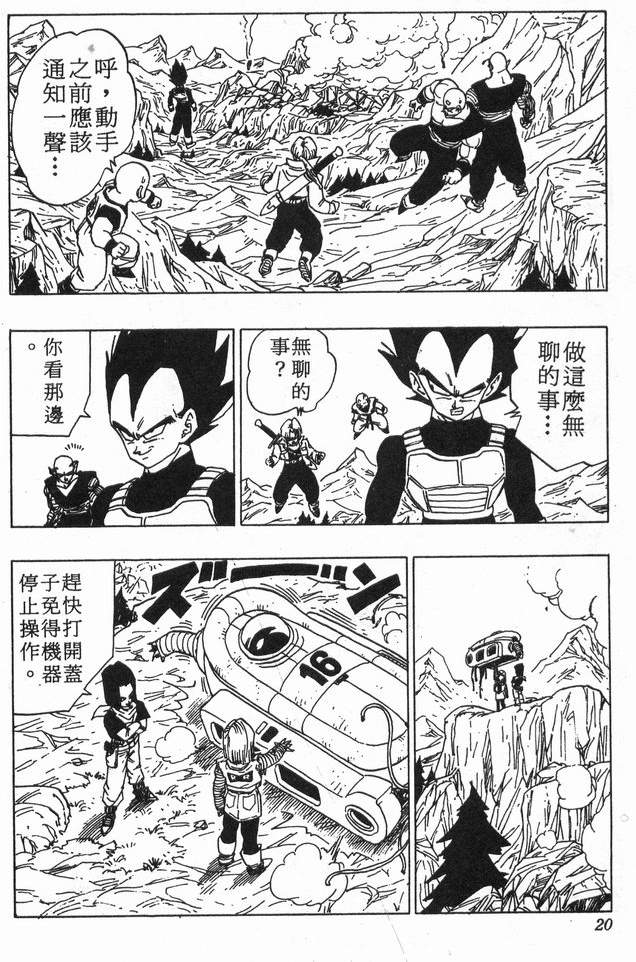 呼，動手
之前應該
通知一聲⋯
做這麼無
聊的事⋯
無聊的
事？
你看那邊
。
ズーーン
16
趕快打開蓋
子免得機器
停止操作。
20